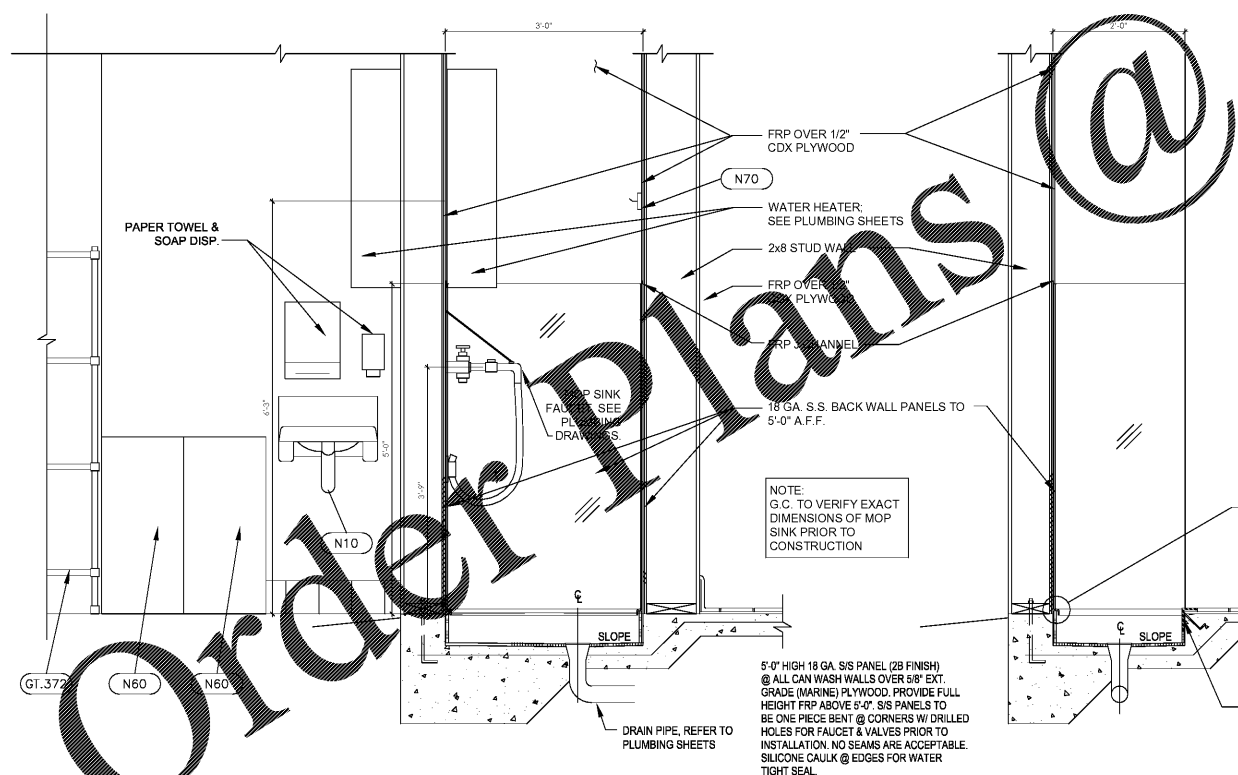 3'-0"
2'-0"
FRP OVER 1/2"
CDX PLYWOOD
N70
WATER HEATER;
SEE PLUMBING SHEETS
PAPER TOWEL &
SOAP DISP.
2x8 STUD WALL
FRP OVER 1/2"
CDX PLYWOOD
FRP J-CHANNEL
6'-3"
5'-0"
3'-9"
MOP SINK
FAUCET, SEE
PLUMBING
DRAWINGS.
18 GA. S.S. BACK WALL PANELS TO
5'-0" A.F.F.
NOTE:
G.C. TO VERIFY EXACT
DIMENSIONS OF MOP
SINK PRIOR TO
CONSTRUCTION
N10
SLOPE
SLOPE
GT.372
N60
N60
DRAIN PIPE, REFER TO
PLUMBING SHEETS
5'-0" HIGH 18 GA. S/S PANEL (2B FINISH)
@ ALL CAN WASH WALLS OVER 5/8" EXT.
GRADE (MARINE) PLYWOOD. PROVIDE FULL
HEIGHT FRP ABOVE 5'-0". S/S PANELS TO
BE ONE PIECE BENT @ CORNERS W/ DRILLED
HOLES FOR FAUCET & VALVES PRIOR TO
INSTALLATION. NO SEAMS ARE ACCEPTABLE.
SILICONE CAULK @ EDGES FOR WATER
TIGHT SEAL.
Order Plans @